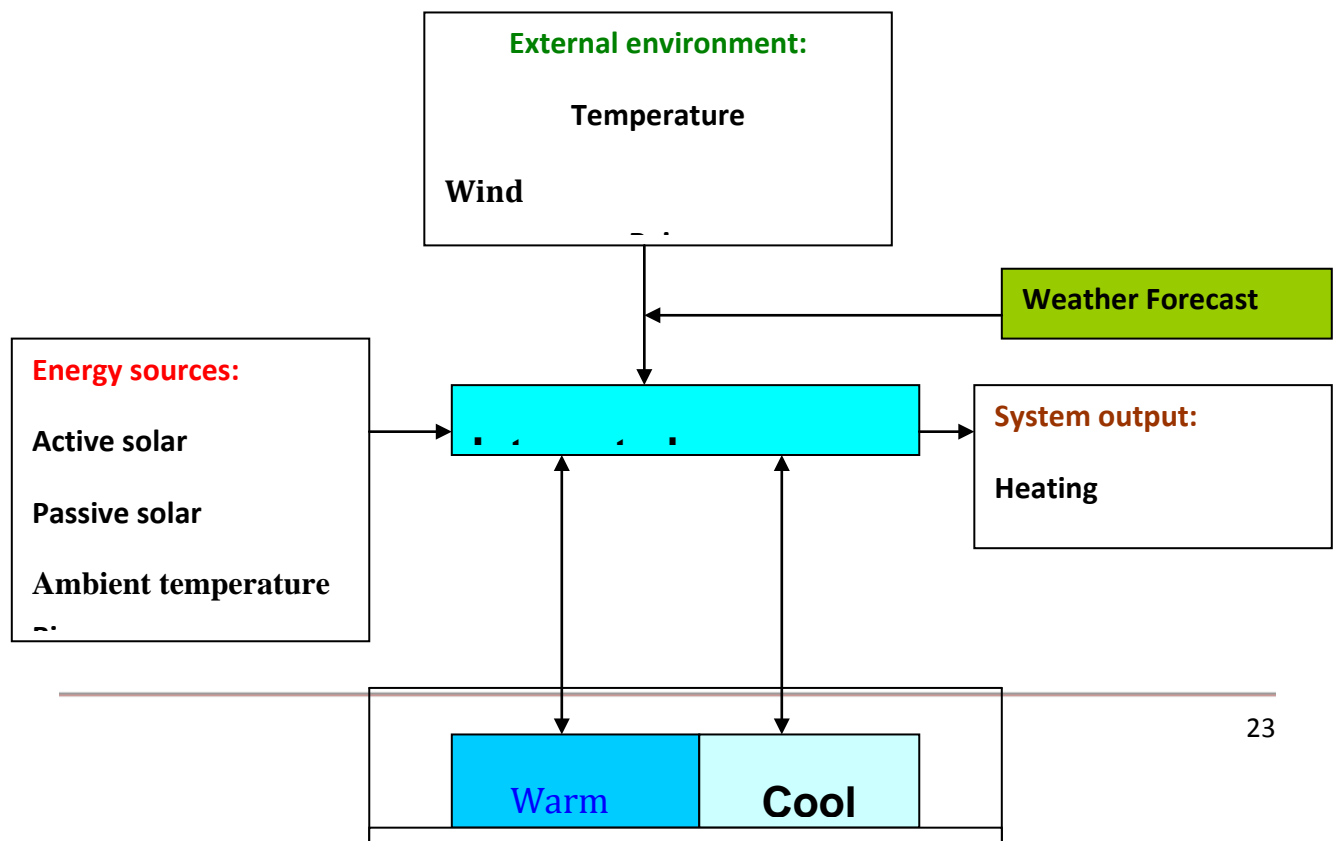 External environment:
Temperature
Wind
Weather Forecast
Energy sources:
Active solar
Passive solar
Ambient temperature
System output:
Heating
23
Warm
Cool